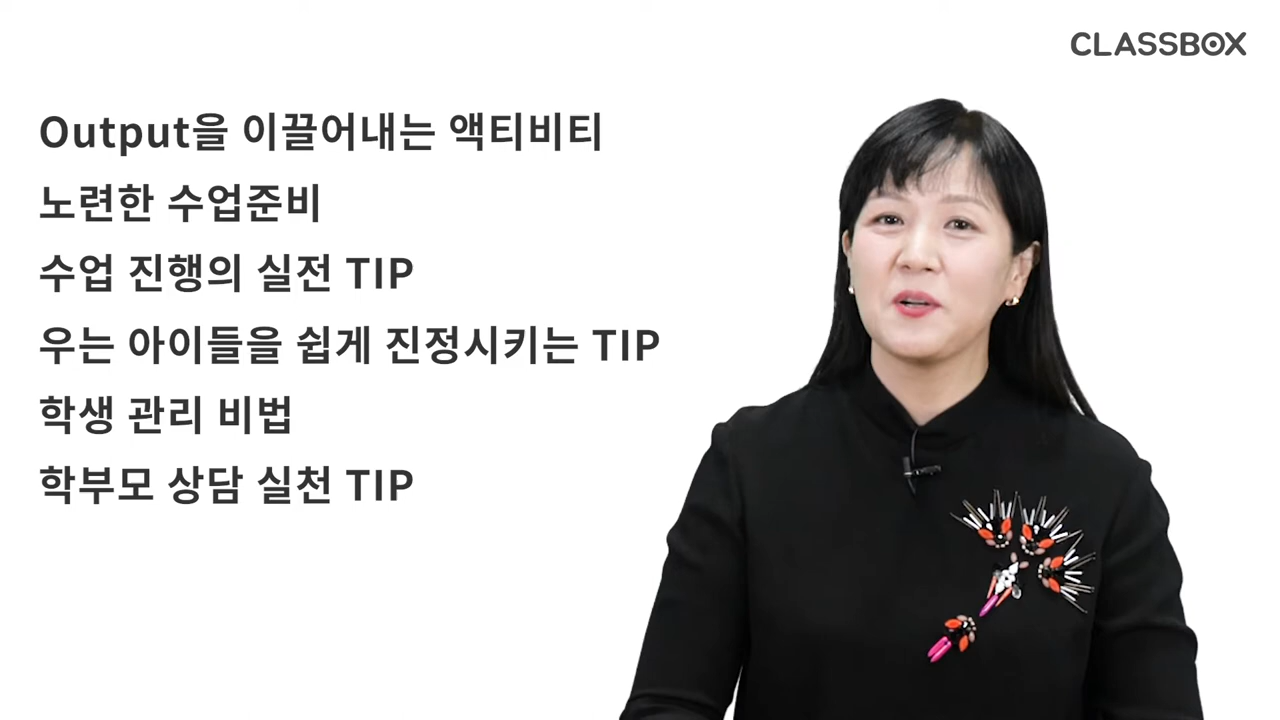 CLASSBOX
Output을 이끌어내는 액티비티
노련한 수업준비
수업 진행의 실전 TIP
우는 아이들을 쉽게 진정시키는 TIP
학생 관리 비법
학부모 상담 실천 TIP